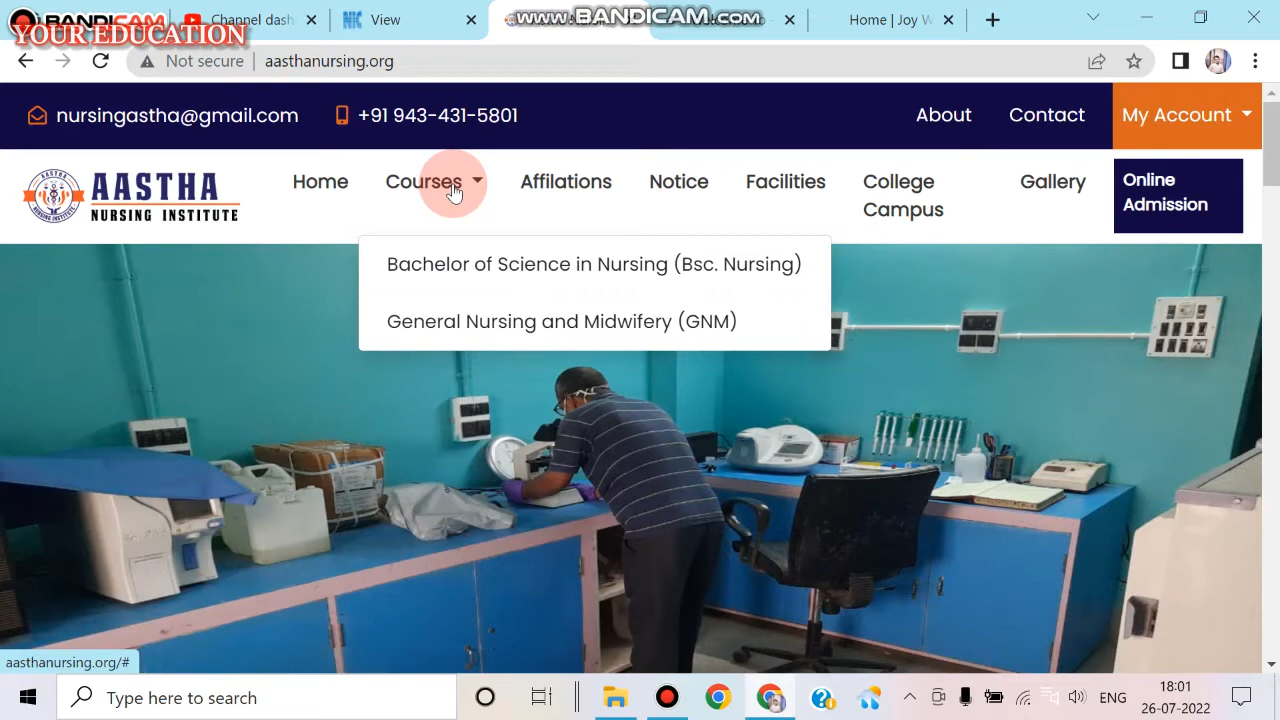 BANDICAM
www.BANDICAM.com
YOUR EDUCATION
Channel dash
View
Home | Joy W
Not secure
aasthanursing.org
nursingastha@gmail.com
+91 943-431-5801
About
Contact
My Account
AASTHA
NURSING INSTITUTE
Home
Courses
Affilations
Notice
Facilities
College
Campus
Gallery
Online
Admission
Bachelor of Science in Nursing (Bsc. Nursing)
General Nursing and Midwifery (GNM)
aasthanursing.org/#
Type here to search
ENG
18:01
26-07-2022